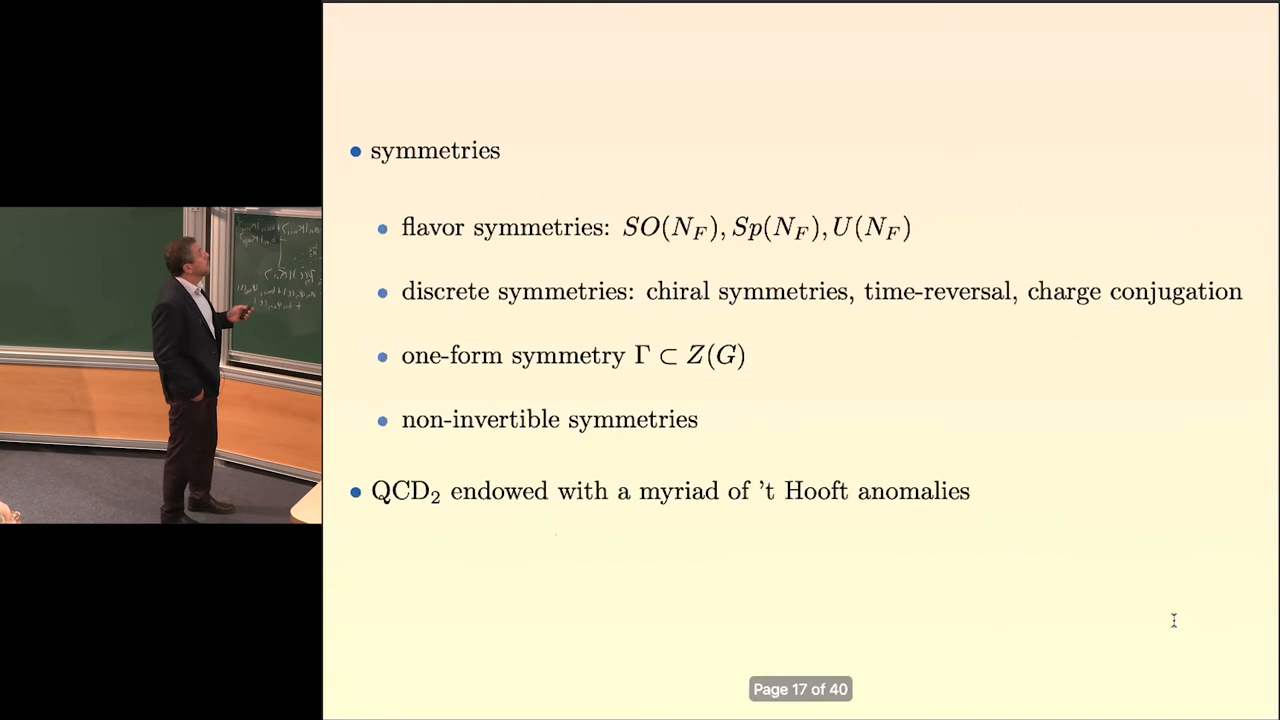 • symmetries
• flavor symmetries: SO(N_F), Sp(N_F), U(N_F)
• discrete symmetries: chiral symmetries, time-reversal, charge conjugation
• one-form symmetry Γ ⊂ Z(G)
• non-invertible symmetries
• QCD₂ endowed with a myriad of ’t Hooft anomalies
Page 17 of 40